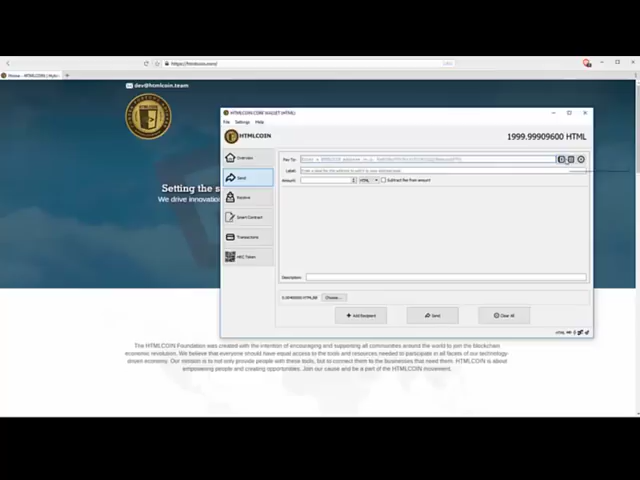 https://htmlcoin.com/
dev@htmlcoin.team
HTMLCOIN CORE WALLET (HTML)
File Settings Help
HTMLCOIN
1999.99909600 HTML
Overview
Send
Receive
Smart Contract
Transactions
HRC Token
Pay To:
Label:
Amount:
HTML
Subtract fee from amount
Description:
Choose...
Add Recipient
Send
Clear All
HTML
Setting the s
We drive innovation
The HTMLCOIN Foundation was created with the intention of encouraging and supporting all communities around the world to join the blockchain
economic revolution. We believe that everyone should have equal access to the tools and resources needed to participate in all facets of our technology-
driven economy. Our mission is to not only provide people with these tools, but to connect them to the businesses that need them. HTMLCOIN is about
empowering people and creating opportunities. Join our cause and be a part of the HTMLCOIN movement.